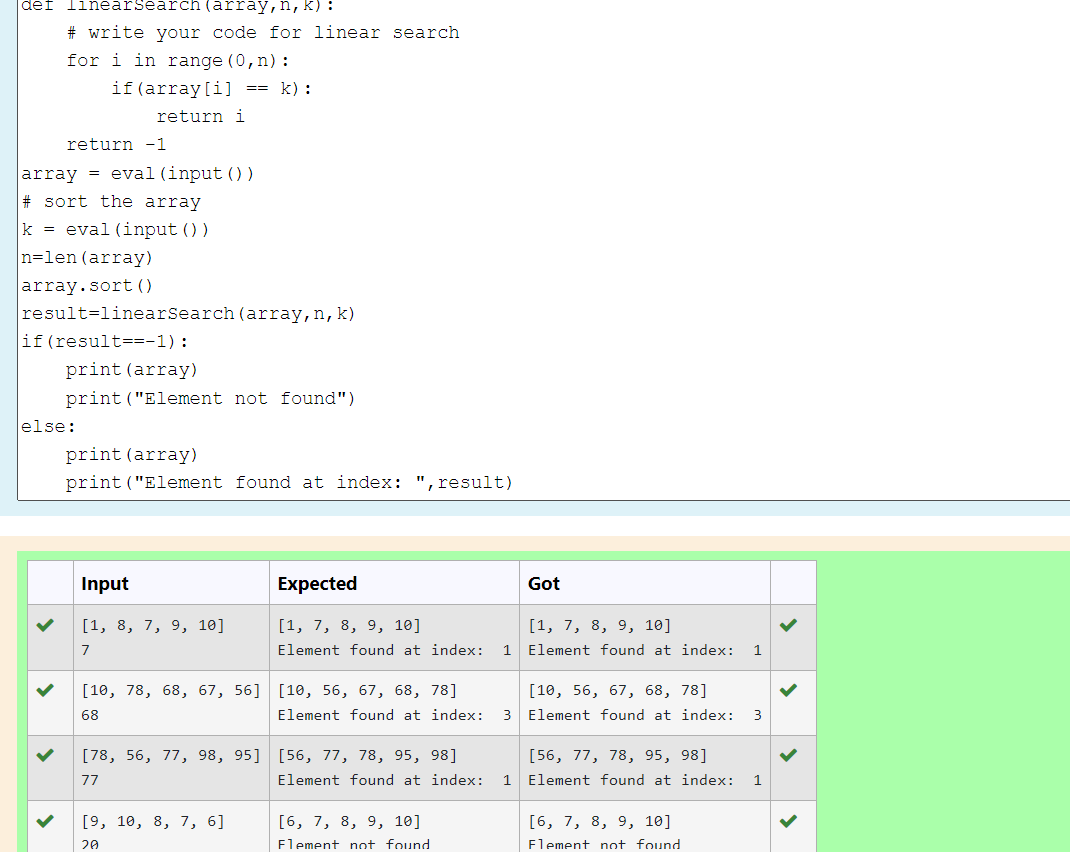 def linearSearch(array,n,k):
    # write your code for linear search
    for i in range(0,n):
        if(array[i] == k):
            return i
    return -1
array = eval(input())
# sort the array
k = eval(input())
n=len(array)
array.sort()
result=linearSearch(array,n,k)
if(result==-1):
    print(array)
    print("Element not found")
else:
    print(array)
    print("Element found at index: ",result)
Input Expected Got
[1, 8, 7, 9, 10] [1, 7, 8, 9, 10] [1, 7, 8, 9, 10]
7 Element found at index:  1 Element found at index:  1
[10, 78, 68, 67, 56] [10, 56, 67, 68, 78] [10, 56, 67, 68, 78]
68 Element found at index:  3 Element found at index:  3
[78, 56, 77, 98, 95] [56, 77, 78, 95, 98] [56, 77, 78, 95, 98]
77 Element found at index:  1 Element found at index:  1
[9, 10, 8, 7, 6] [6, 7, 8, 9, 10] [6, 7, 8, 9, 10]
20 Element not found Element not found